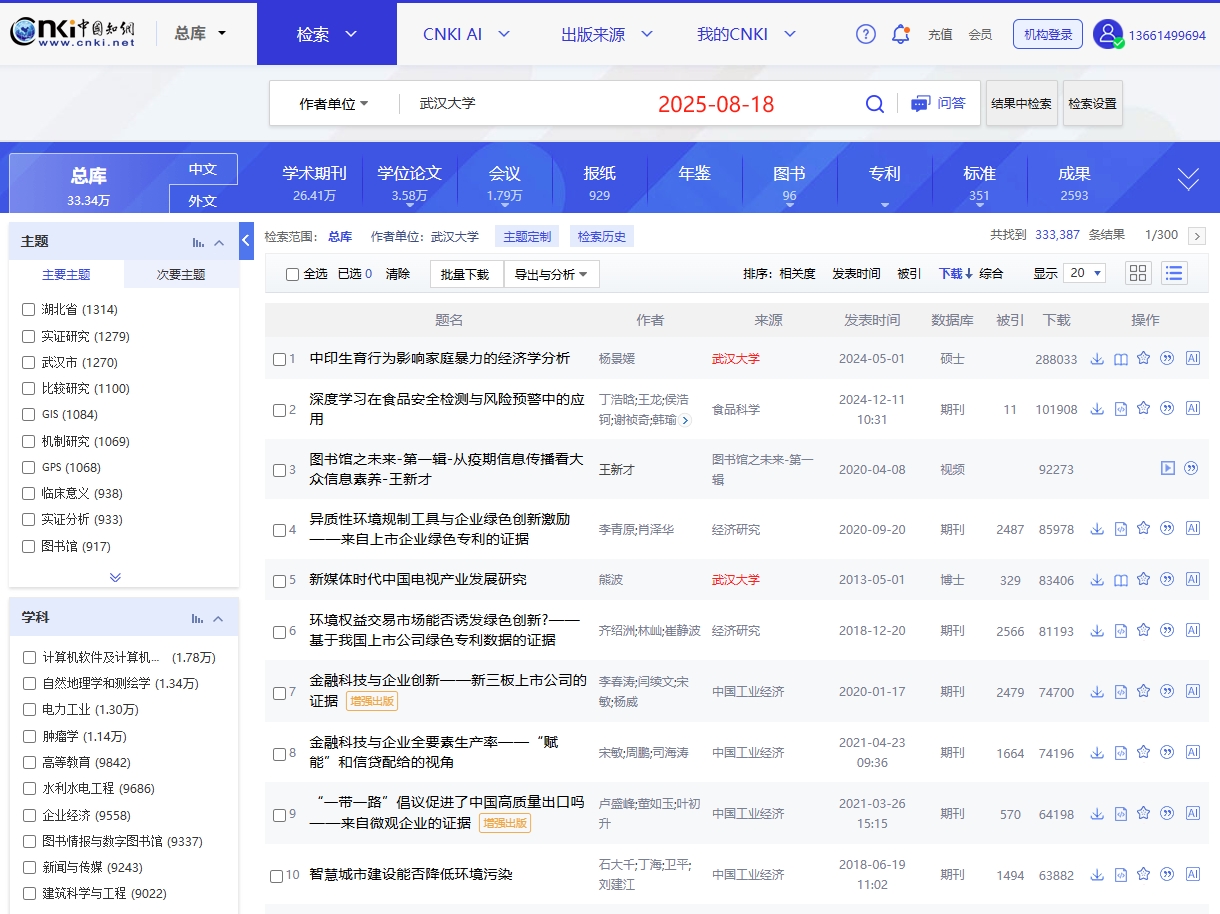 Cnki中国知网
www.cnki.net
总库
检索
CNKI AI
出版来源
我的CNKI
充值
会员
机构登录
13661499694
作者单位
武汉大学
2025-08-18
问答
结果中检索
检索设置
总库
33.34万
中文
外文
学术期刊
26.41万
学位论文
3.58万
会议
1.79万
报纸
929
年鉴
图书
96
专利
标准
351
成果
2593
主题
主要主题 次要主题
湖北省 (1314)
实证研究 (1279)
武汉市 (1270)
比较研究 (1100)
GIS (1084)
机制研究 (1069)
GPS (1068)
临床意义 (938)
实证分析 (933)
图书馆 (917)
学科
计算机软件及计算机... (1.78万)
自然地理学和测绘学 (1.34万)
电力工业 (1.30万)
肿瘤学 (1.14万)
高等教育 (9842)
水利水电工程 (9686)
企业经济 (9558)
图书情报与数字图书馆 (9337)
新闻与传媒 (9243)
建筑科学与工程 (9022)
检索范围: 总库 作者单位: 武汉大学 主题定制 检索历史
共找到 333,387 条结果 1/300
全选 已选 0 清除 批量下载 导出与分析
排序: 相关度 发表时间 被引 下载 综合 显示 20
题名 作者 来源 发表时间 数据库 被引 下载 操作
1 中印生育行为影响家庭暴力的经济学分析 杨景媛 武汉大学 2024-05-01 硕士 288033 AI
2 深度学习在食品安全检测与风险预警中的应
用
丁浩晗;王龙;侯浩
钶;谢祯奇;韩瑜
食品科学
2024-12-11
10:31
期刊 11 101908 AI
3 图书馆之未来-第一辑-从疫期信息传播看大
众信息素养-王新才
王新才
图书馆之未来-第一
辑
2020-04-08 视频 92273
4 异质性环境规制工具与企业绿色创新激励
——来自上市企业绿色专利的证据
李青原;肖泽华 经济研究 2020-09-20 期刊 2487 85978 AI
5 新媒体时代中国电视产业发展研究 熊波 武汉大学 2013-05-01 博士 329 83406 AI
6 环境权益交易市场能否诱发绿色创新?——
基于我国上市公司绿色专利数据的证据
齐绍洲;林屾;崔静波 经济研究 2018-12-20 期刊 2566 81193 AI
7 金融科技与企业创新——新三板上市公司的
证据 增强出版
李春涛;闫续文;宋
敏;杨威
中国工业经济 2020-01-17 期刊 2479 74700 AI
8 金融科技与企业全要素生产率——“赋
能”和信贷配给的视角
宋敏;周鹏;司海涛 中国工业经济
2021-04-23
09:36
期刊 1664 74196 AI
9 “一带一路”倡议促进了中国高质量出口吗
——来自微观企业的证据 增强出版
卢盛峰;董如玉;叶初
升
中国工业经济
2021-03-26
15:15
期刊 570 64198 AI
10 智慧城市建设能否降低环境污染
石大千;丁海;卫平;
刘建江
中国工业经济
2018-06-19
11:02
期刊 1494 63882 AI